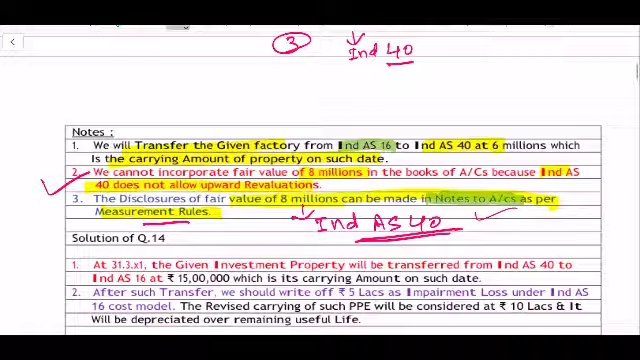 3
Ind 40
Notes :
1. We will Transfer the Given factory from Ind AS 16 to Ind AS 40 at 6 millions which
Is the carrying Amount of property on such date.
2. We cannot incorporate fair value of 8 millions in the books of A/Cs because Ind AS
40 does not allow upward Revaluations.
3. The Disclosures of fair value of 8 millions can be made in Notes to A/cs as per
Measurement Rules.
Ind AS 40
Solution of Q.14
1. At 31.3.x1, the Given Investment Property will be transferred from Ind AS 40 to
Ind AS 16 at ₹ 15,00,000 which is its carrying Amount on such date.
2. After such Transfer, we should write off ₹ 5 Lacs as Impairment Loss under Ind AS
16 cost model. The Revised carrying of such PPE will be considered at ₹ 10 Lacs & It
Will be depreciated over remaining useful Life.